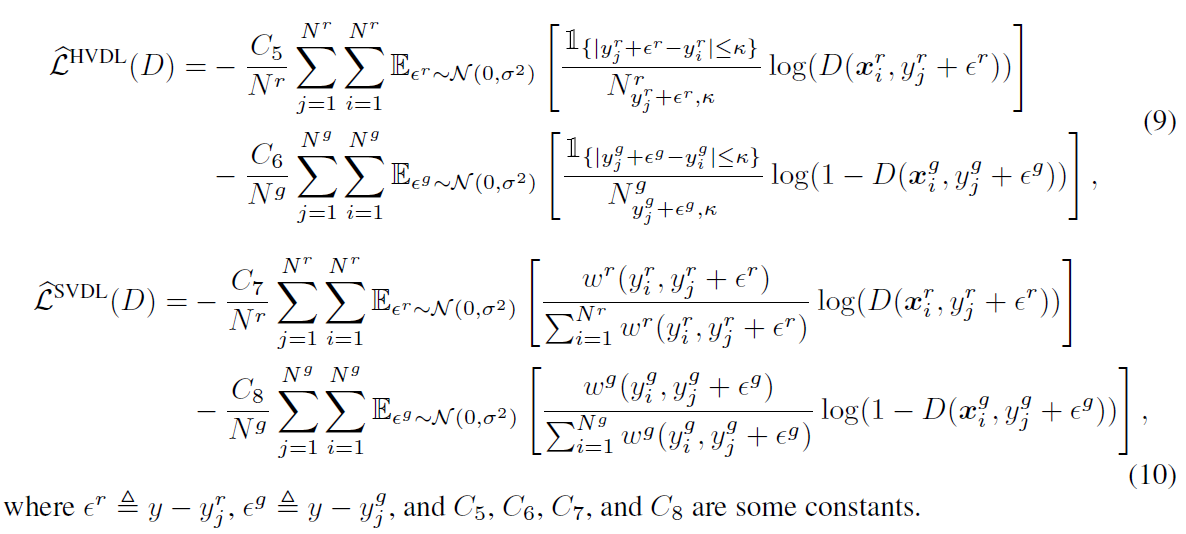 $$\widehat{\mathcal{L}}^{\text{HVDL}}(D) = -\frac{C_5}{N^r}\sum_{j=1}^{N^r}\sum_{i=1}^{N^r}\mathbb{E}_{\epsilon^r\sim\mathcal{N}(0,\sigma^2)}\left[\frac{\mathbb{1}_{\{|y_j^r+\epsilon^r-y_i^r|\leq\kappa\}}}{N^r_{y_j^r+\epsilon^r,\kappa}}\log(D(\boldsymbol{x}_i^r, y_j^r+\epsilon^r))\right]$$
$$-\frac{C_6}{N^g}\sum_{j=1}^{N^g}\sum_{i=1}^{N^g}\mathbb{E}_{\epsilon^g\sim\mathcal{N}(0,\sigma^2)}\left[\frac{\mathbb{1}_{\{|y_j^g+\epsilon^g-y_i^g|\leq\kappa\}}}{N^g_{y_j^g+\epsilon^g,\kappa}}\log(1-D(\boldsymbol{x}_i^g, y_j^g+\epsilon^g))\right], \quad (9)$$
$$\widehat{\mathcal{L}}^{\text{SVDL}}(D) = -\frac{C_7}{N^r}\sum_{j=1}^{N^r}\sum_{i=1}^{N^r}\mathbb{E}_{\epsilon^r\sim\mathcal{N}(0,\sigma^2)}\left[\frac{w^r(y_i^r, y_j^r+\epsilon^r)}{\sum_{i=1}^{N^r}w^r(y_i^r, y_j^r+\epsilon^r)}\log(D(\boldsymbol{x}_i^r, y_j^r+\epsilon^r))\right]$$
$$-\frac{C_8}{N^g}\sum_{j=1}^{N^g}\sum_{i=1}^{N^g}\mathbb{E}_{\epsilon^g\sim\mathcal{N}(0,\sigma^2)}\left[\frac{w^g(y_i^g, y_j^g+\epsilon^g)}{\sum_{i=1}^{N^g}w^g(y_i^g, y_j^g+\epsilon^g)}\log(1-D(\boldsymbol{x}_i^g, y_j^g+\epsilon^g))\right], \quad (10)$$
where $\epsilon^r \triangleq y - y_j^r$, $\epsilon^g \triangleq y - y_j^g$, and $C_5$, $C_6$, $C_7$, and $C_8$ are some constants.